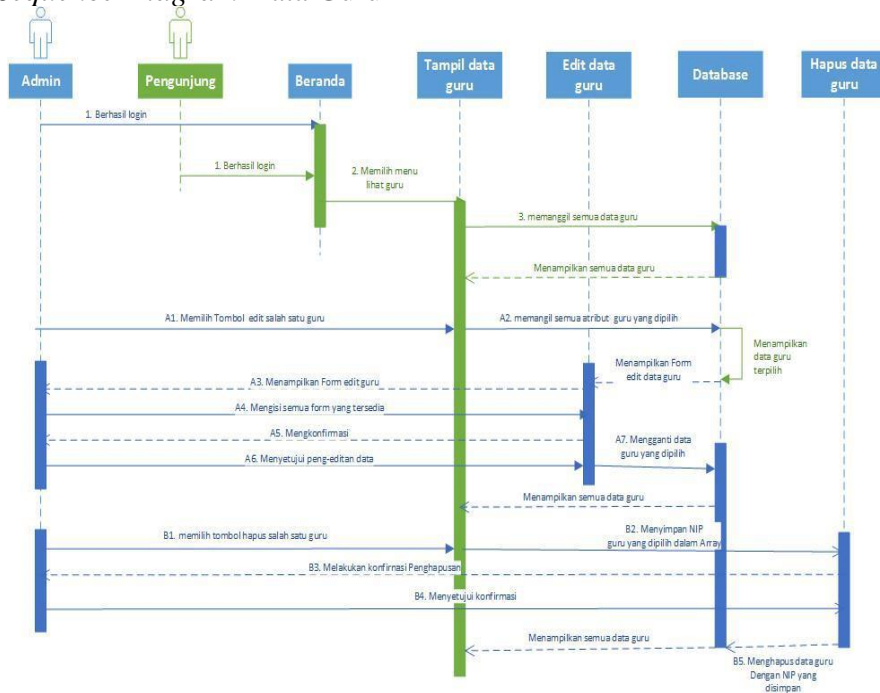 Admin
Pengunjung
Beranda
Tampil data
guru
Edit data
guru
Database
Hapus data
guru
1. Berhasil login
1. Berhasil login
2. Memilih menu
lihat guru
3. memanggil semua data guru
Menampilkan semua data guru
A1. Memilih Tombol edit salah satu guru
A2. memangil semua atribut guru yang dipilih
Menampilkan
data guru
terpilih
Menampilkan Form
edit data guru
A3. Menampilkan Form edit guru
A4. Mengisi semua form yang tersedia
A5. Mengkonfirmasi
A6. Menyetujui peng-editan data
A7. Mengganti data
guru yang dipilih
Menampilkan semua data guru
B1. memilih tombol hapus salah satu guru
B2. Menyimpan NIP
guru yang dipilih dalam Array
B3. Melakukan konfirmasi Penghapusan
B4. Menyetujui konfirmasi
Menampilkan semua data guru
B5. Menghapus data guru
Dengan NIP yang
disimpan